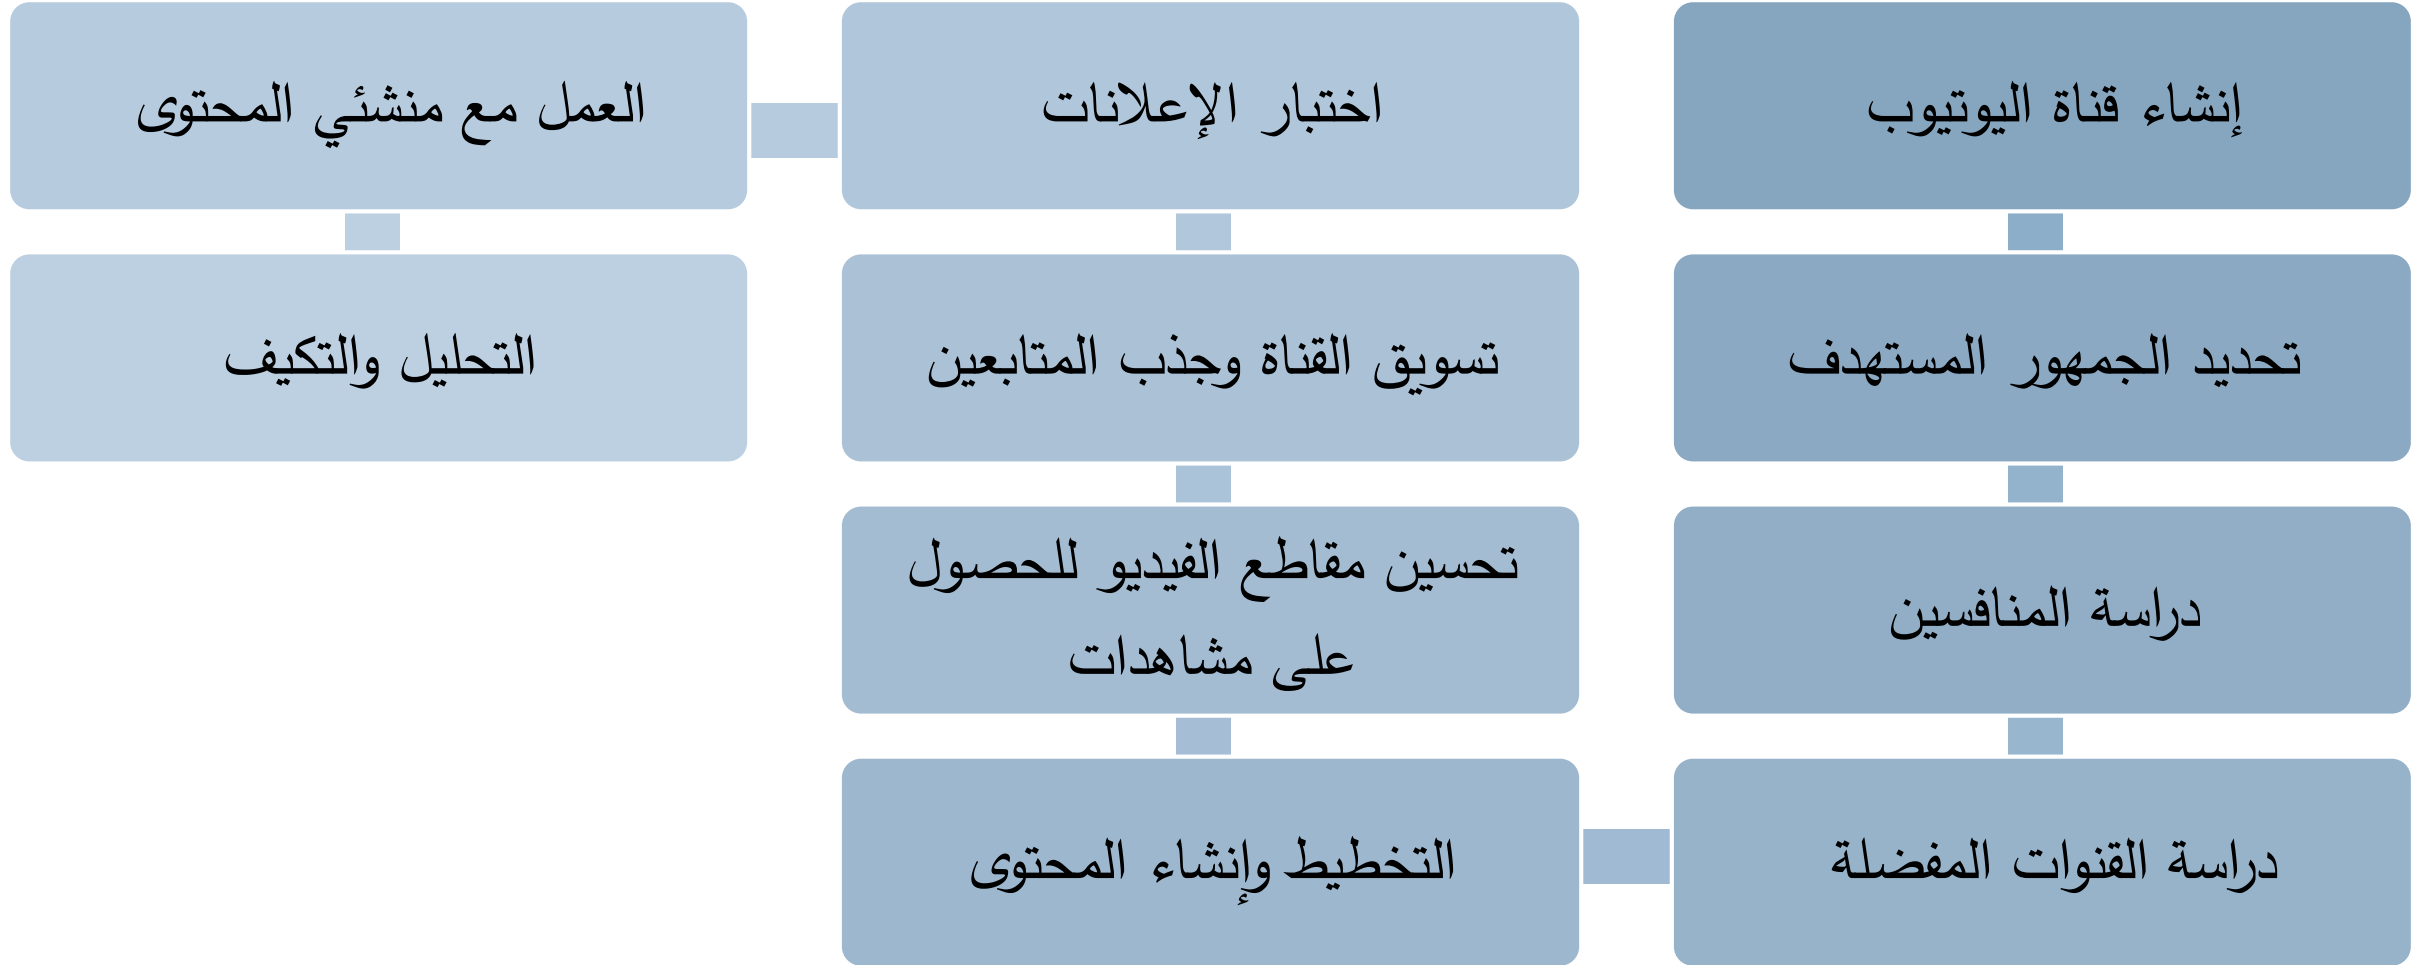 إنشاء قناة اليوتيوب
تحديد الجمهور المستهدف
دراسة المنافسين
دراسة القنوات المفضلة
التخطيط وإنشاء المحتوى
تحسين مقاطع الفيديو للحصول
على مشاهدات
تسويق القناة وجذب المتابعين
اختبار الإعلانات
العمل مع منشئي المحتوى
التحليل والتكيف